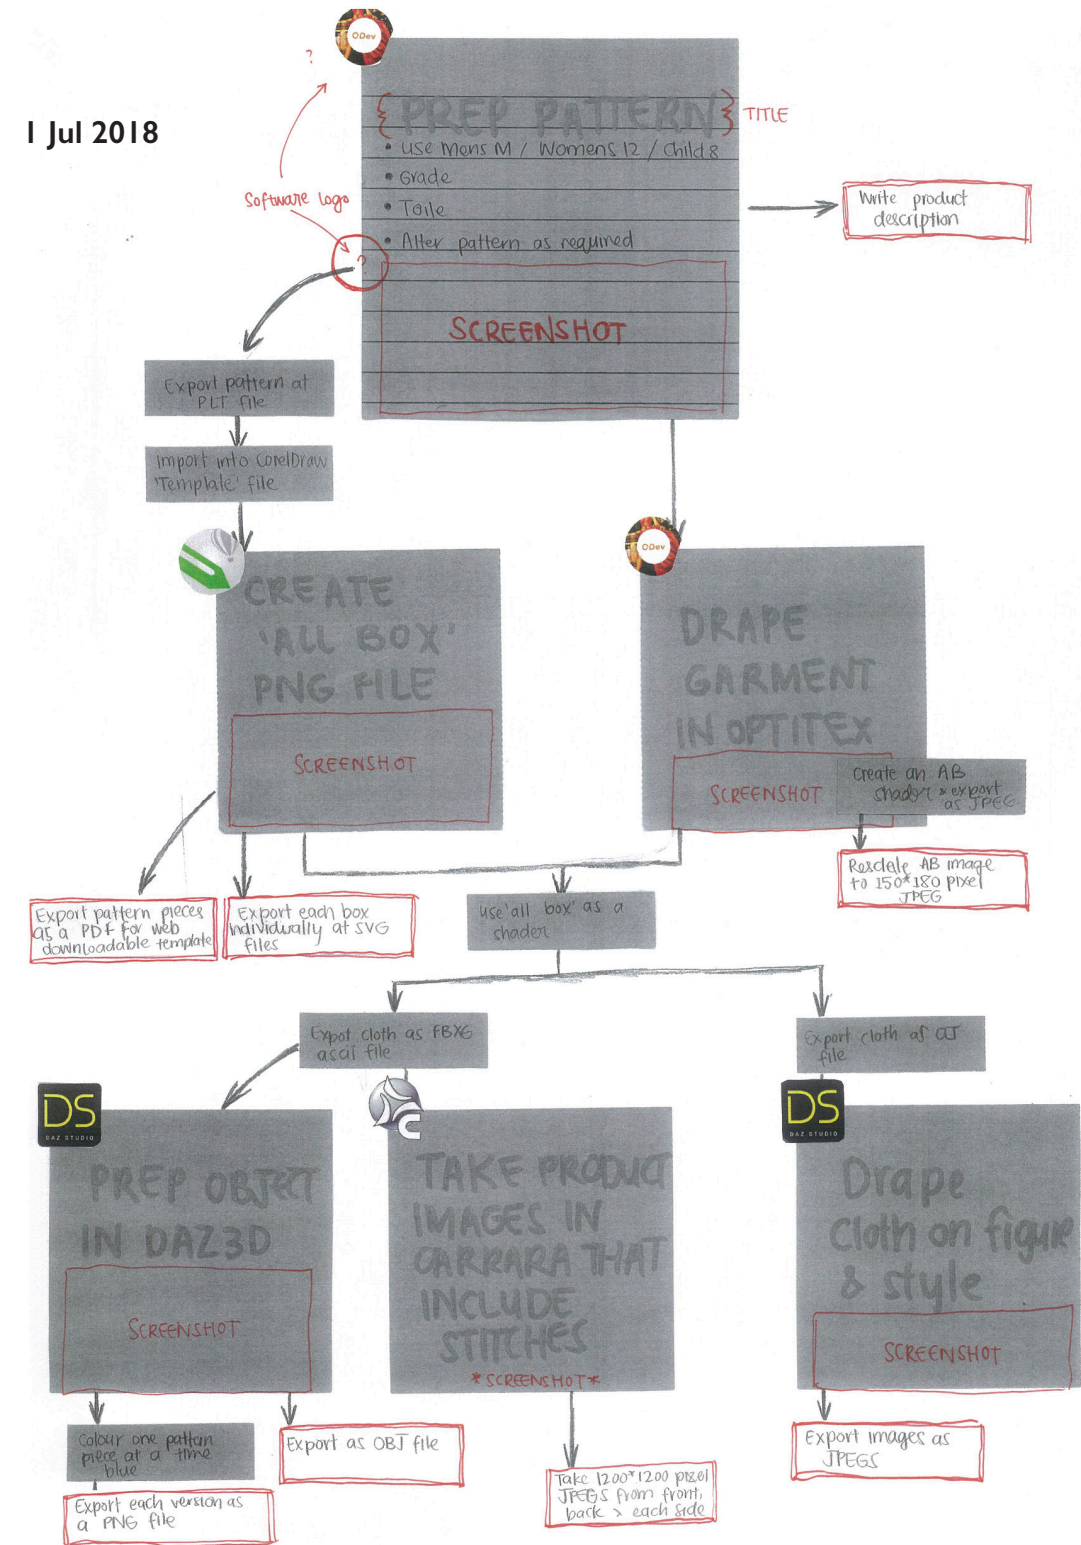 ODev
?
{PREP PATTERN} TITLE
1 Jul 2018
• Use Mens M / Womens 12 / Child 8
• Grade
Software logo
• Toile
Write product
description
• Alter pattern as required
?
SCREENSHOT
Export pattern at
PLT file
Import into CorelDraw
'Template' file
ODev
CREATE
'ALL BOX'
PNG FILE
SCREENSHOT
DRAPE
GARMENT
IN OPTITEX
SCREENSHOT
Create an AB
shader & export
as JPEG
Rescale AB image
to 150*180 pixel
JPEG
Export pattern pieces
as a PDF for web
downloadable template
Export each box
individually at SVG
files
Use 'all box' as a
shader
Expot cloth as FBX6
ascii file
Export cloth as OJ
file
DS
DAZ STUDIO
C
DS
DAZ STUDIO
PREP OBJECT
IN DAZ3D
SCREENSHOT
TAKE PRODUCT
IMAGES IN
CARRARA THAT
INCLUDE
STITCHES
*SCREENSHOT*
Drape
Cloth on figure
& style
SCREENSHOT
Colour one pattern
piece at a time
blue
Export each version as
a PNG file
Export as OBJ file
Take 1200*1200 pixel
JPEGS from front,
back & each side
Export images as
JPEGS